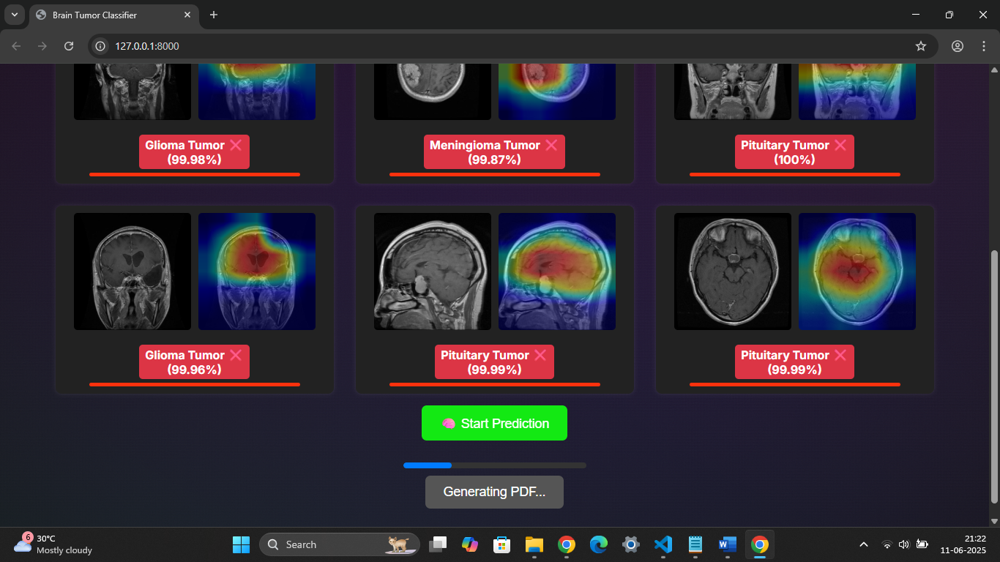 Brain Tumor Classifier
127.0.0.1:8000
Glioma Tumor ❌
(99.98%)
Meningioma Tumor ❌
(99.87%)
Pituitary Tumor ❌
(100%)
Glioma Tumor ❌
(99.96%)
Pituitary Tumor ❌
(99.99%)
Pituitary Tumor ❌
(99.99%)
🧠 Start Prediction
Generating PDF...
6
30°C
Mostly cloudy
Search
21:22
11-06-2025